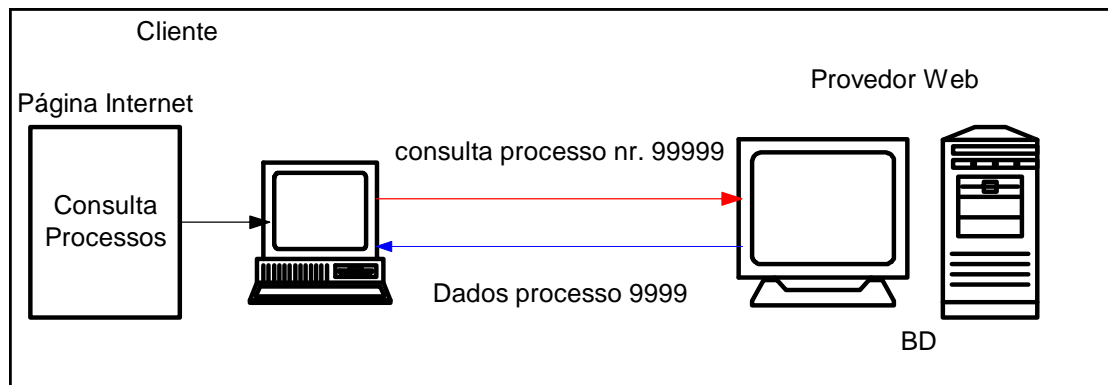 Cliente
Provedor Web
Página Internet
consulta processo nr. 99999
Consulta
Processos
Dados processo 9999
BD